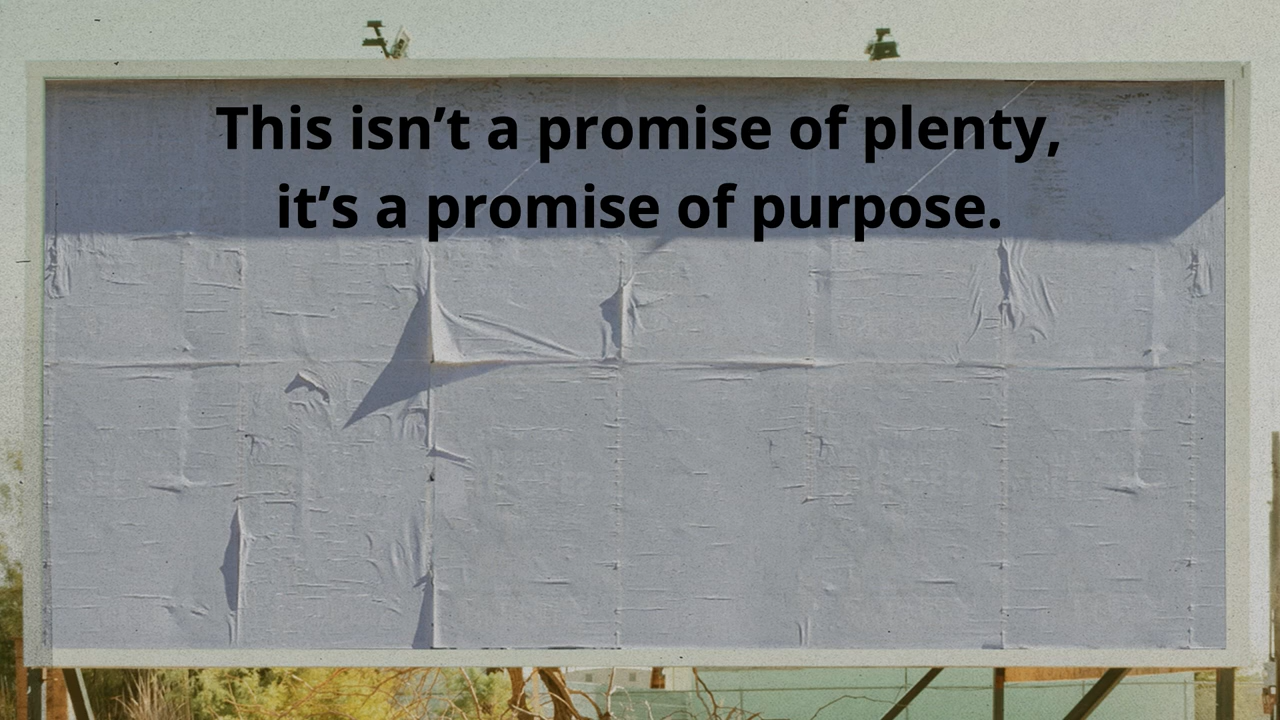 This isn’t a promise of plenty,
it’s a promise of purpose.